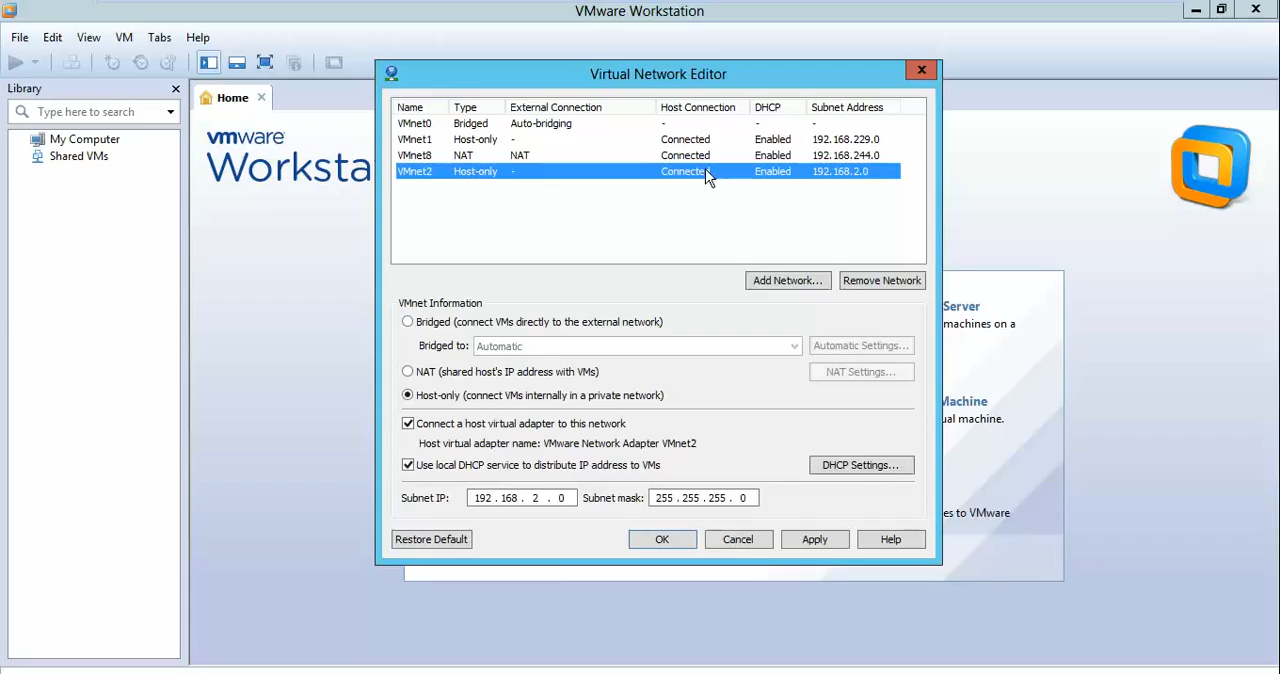 VMware Workstation
File Edit View VM Tabs Help
Library
Type here to search
My Computer
Shared VMs
Home
vmware
Worksta
Server
machines on a
Machine
ual machine.
es to VMware
Virtual Network Editor
Name Type External Connection Host Connection DHCP Subnet Address
VMnet0 Bridged Auto-bridging - - -
VMnet1 Host-only - Connected Enabled 192.168.229.0
VMnet8 NAT NAT Connected Enabled 192.168.244.0
VMnet2 Host-only - Connected Enabled 192.168.2.0
Add Network... Remove Network
VMnet Information
Bridged (connect VMs directly to the external network)
Bridged to: Automatic Automatic Settings...
NAT (shared host's IP address with VMs) NAT Settings...
Host-only (connect VMs internally in a private network)
Connect a host virtual adapter to this network
Host virtual adapter name: VMware Network Adapter VMnet2
Use local DHCP service to distribute IP address to VMs DHCP Settings...
Subnet IP: 192 . 168 . 2 . 0 Subnet mask: 255 . 255 . 255 . 0
Restore Default OK Cancel Apply Help